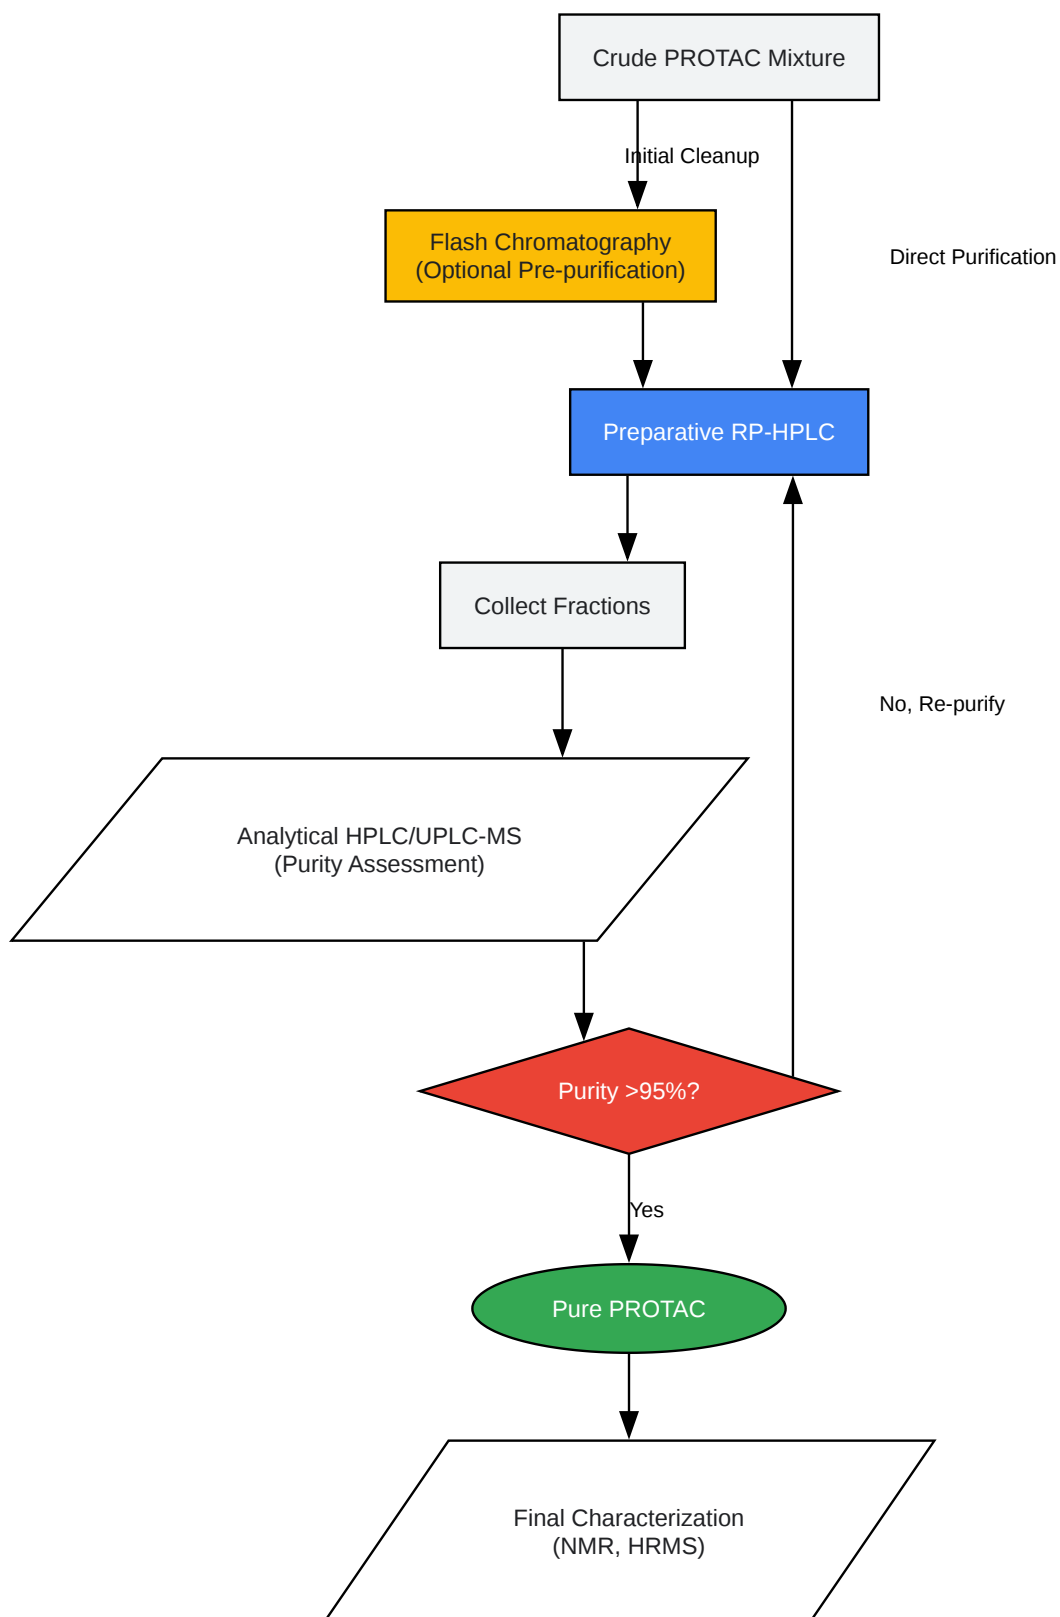 Crude PROTAC Mixture
Initial Cleanup
Flash Chromatography
(Optional Pre-purification)
Direct Purification
Preparative RP-HPLC
Collect Fractions
No, Re-purify
Analytical HPLC/UPLC-MS
(Purity Assessment)
Purity >95%?
Yes
Pure PROTAC
Final Characterization
(NMR, HRMS)